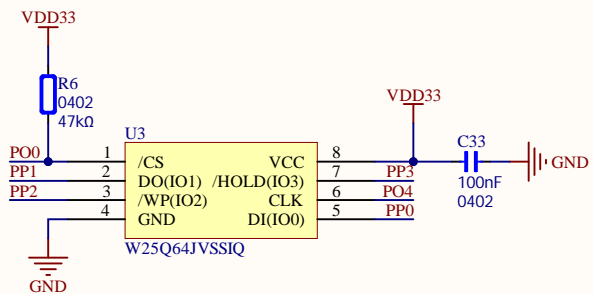 VDD33
R6
0402
47kΩ
VDD33
U3
C33
PO0 1 /CS VCC 8
GND
PP1 2 DO(IO1) /HOLD(IO3) 7 PP3
100nF
PP2 3 /WP(IO2) CLK 6 PO4
0402
4 GND DI(IO0) 5 PP0
W25Q64JVSSIQ
GND